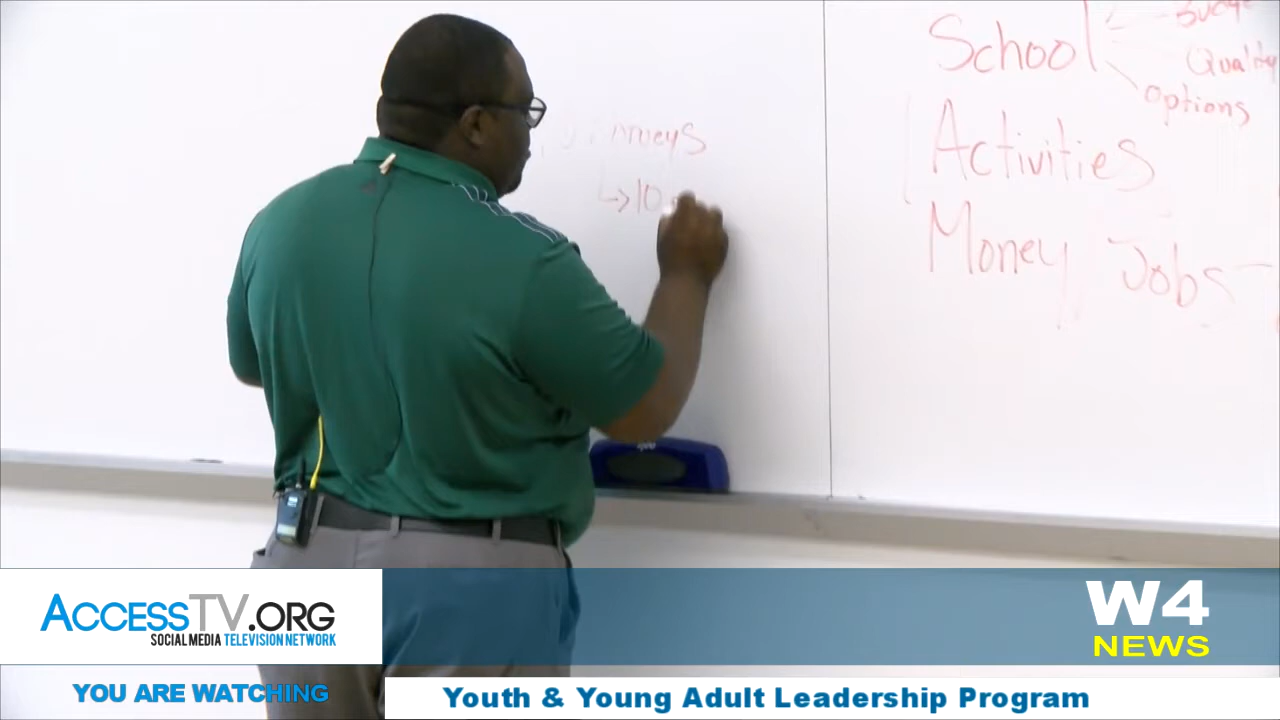 School
Quality
Options
Activities
→10
Money Jobs
ACCESSTV.ORG
SOCIAL MEDIA TELEVISION NETWORK
W4
NEWS
YOU ARE WATCHING
Youth & Young Adult Leadership Program